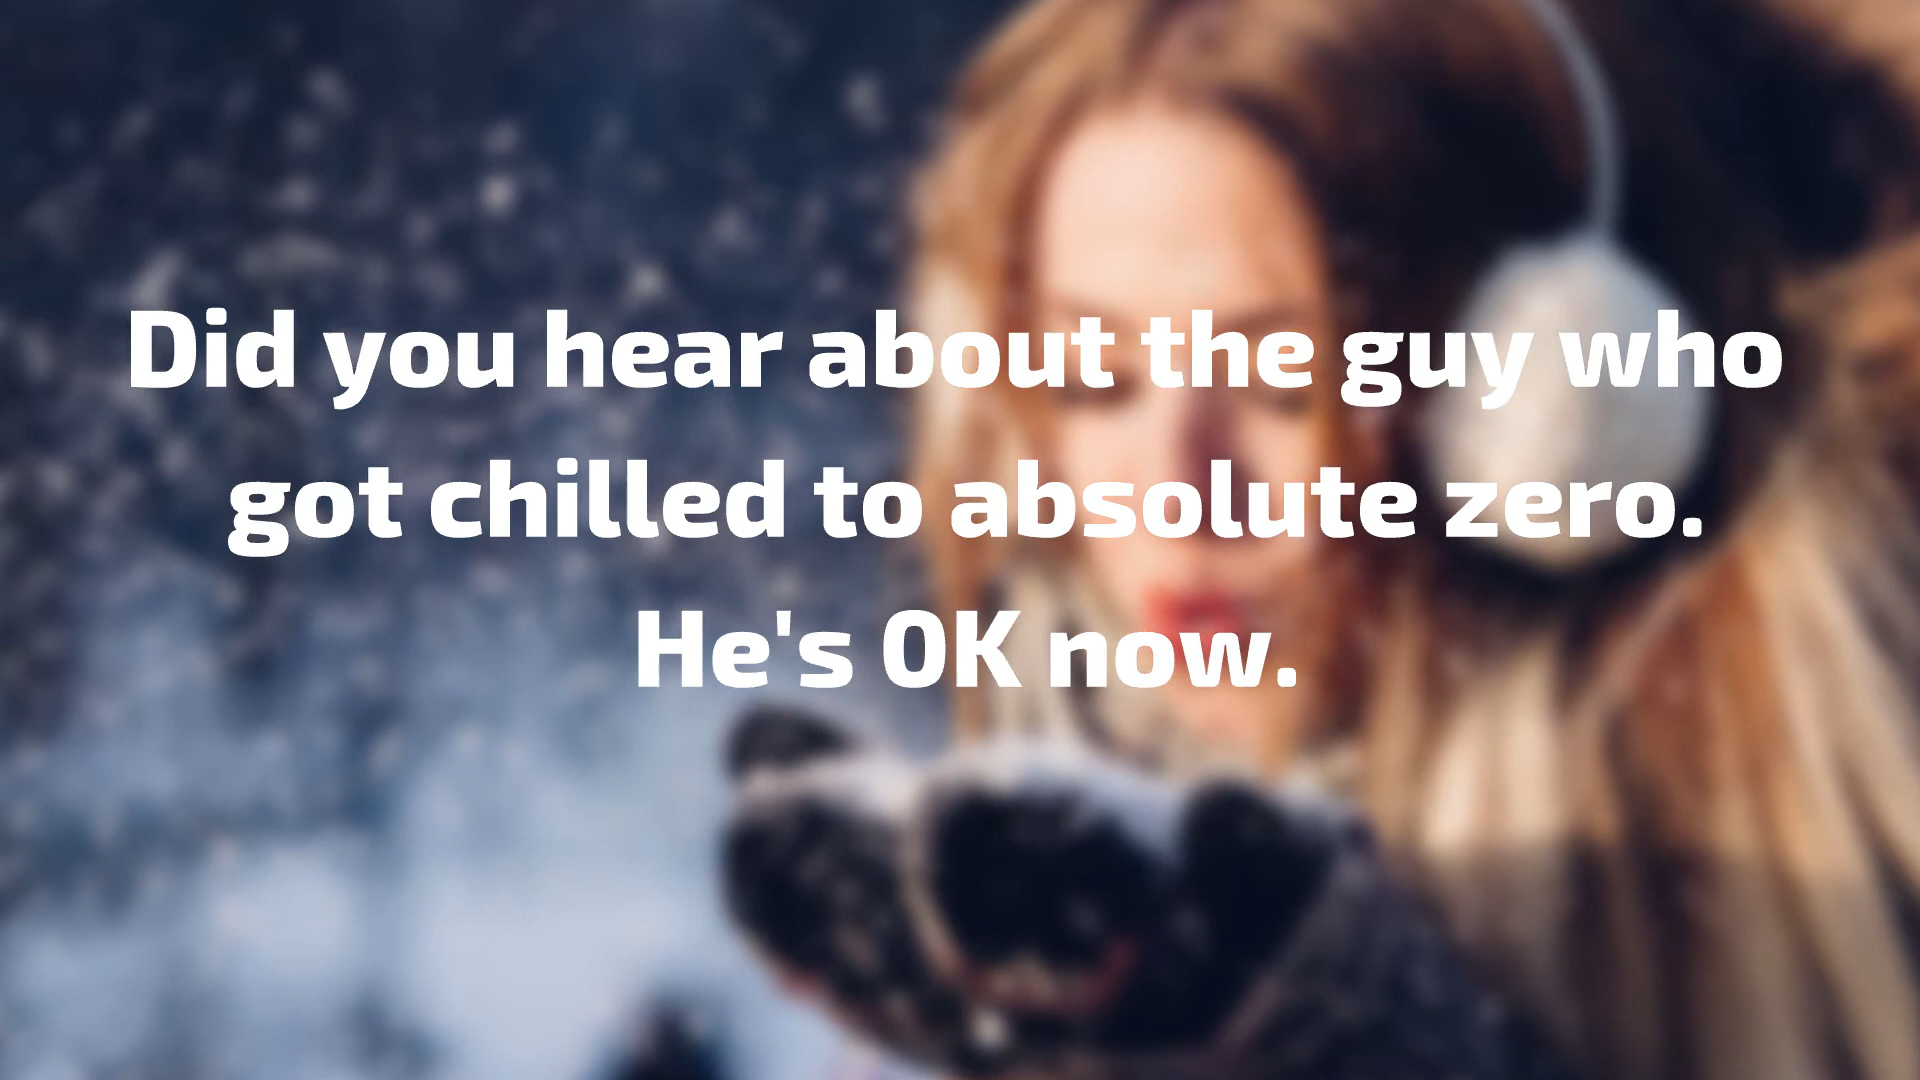 Did you hear about the guy who
got chilled to absolute zero.
He's OK now.